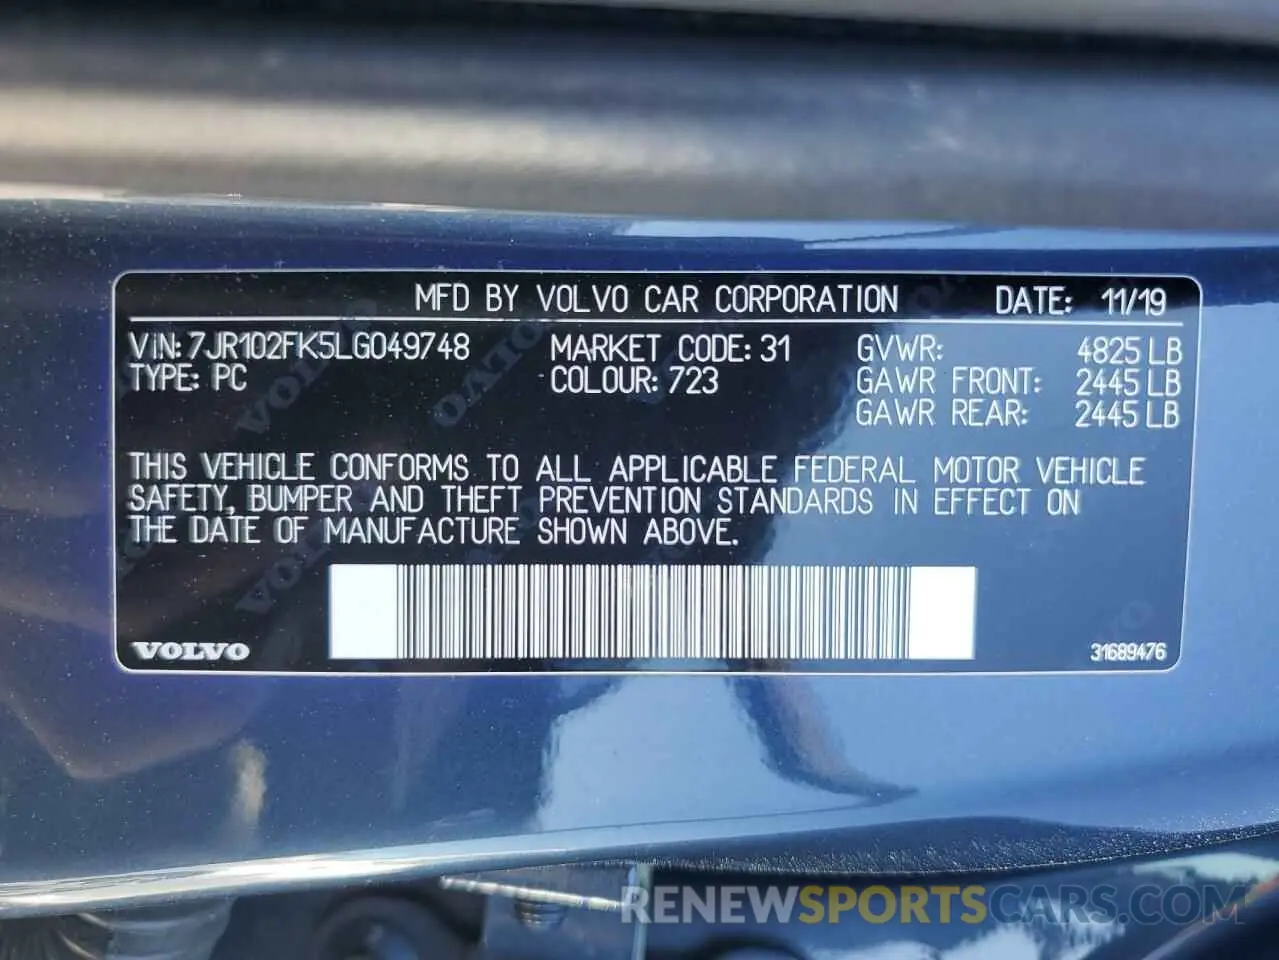 MFD BY VOLVO CAR CORPORATION DATE: 11/19
VIN: 7JR102FK5LG049748 MARKET CODE: 31 GVWR: 4825 LB
TYPE: PC COLOUR: 723 GAWR FRONT: 2445 LB
GAWR REAR: 2445 LB
THIS VEHICLE CONFORMS TO ALL APPLICABLE FEDERAL MOTOR VEHICLE
SAFETY, BUMPER AND THEFT PREVENTION STANDARDS IN EFFECT ON
THE DATE OF MANUFACTURE SHOWN ABOVE.
VOLVO 31689476
RENEWSPORTSCARS.COM